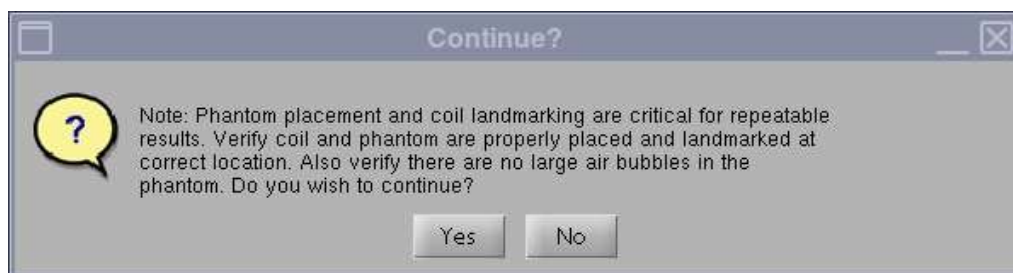 Continue?
Note: Phantom placement and coil landmarking are critical for repeatable
results. Verify coil and phantom are properly placed and landmarked at
correct location. Also verify there are no large air bubbles in the
phantom. Do you wish to continue?
?
Yes No